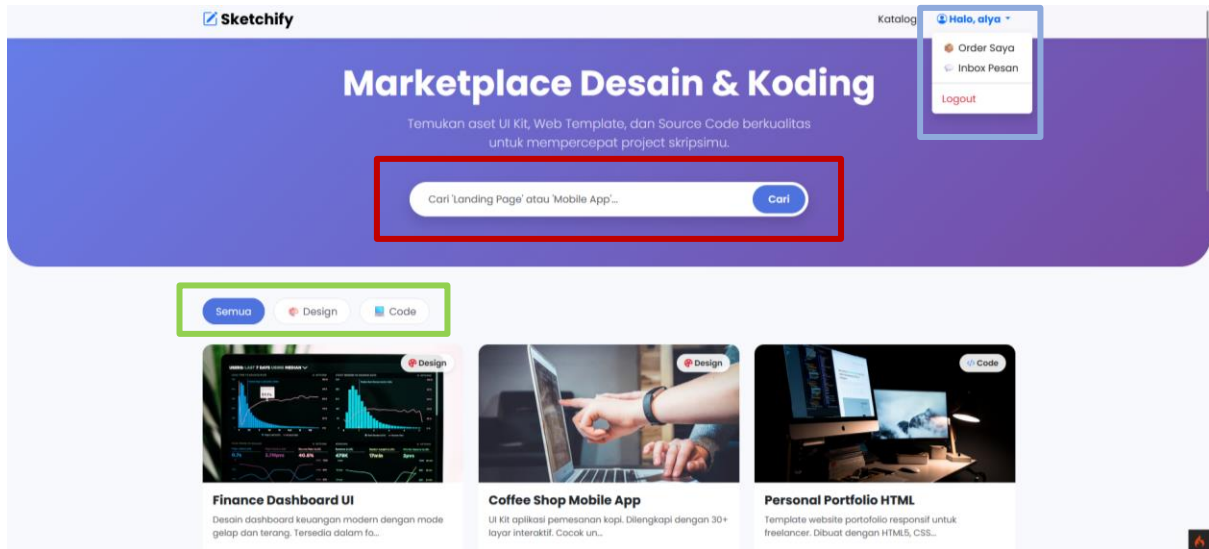 Sketchify
Katalog
Halo, alya
Order Saya
Inbox Pesan
Logout
Marketplace Desain & Koding
Temukan aset UI Kit, Web Template, dan Source Code berkualitas
untuk mempercepat project skripsimu.
Cari 'Landing Page' atau 'Mobile App'...
Cari
Semua
Design
Code
Design
Design
Code
Finance Dashboard UI
Desain dashboard keuangan modern dengan mode
gelap dan terang. Tersedia dalam fo...
Coffee Shop Mobile App
UI Kit aplikasi pemesanan kopi. Dilengkapi dengan 30+
layar interaktif. Cocok un...
Personal Portfolio HTML
Template website portofolio responsif untuk
freelancer. Dibuat dengan HTML5, CSS...